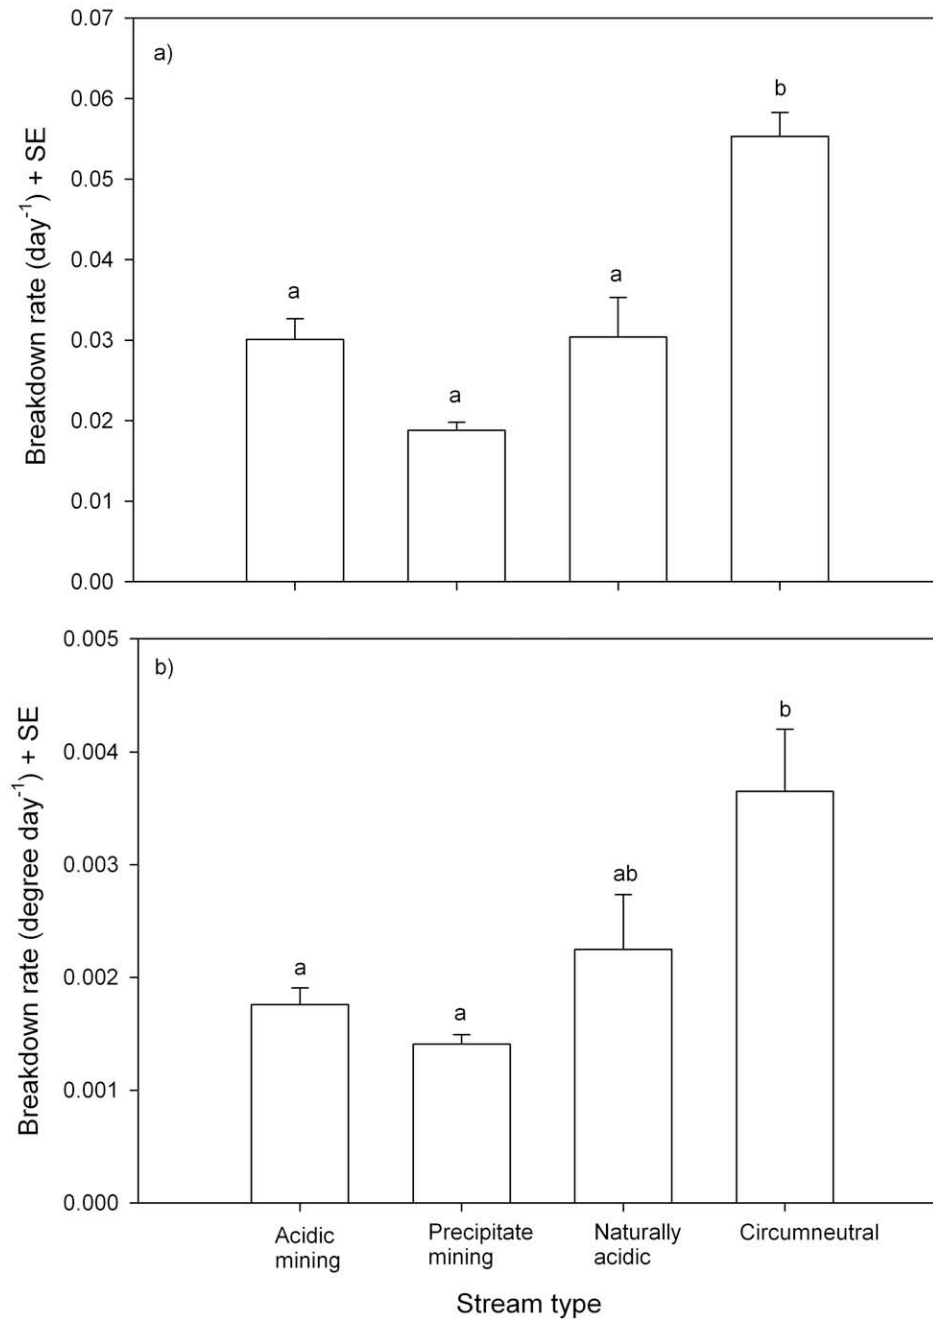 0.07
a)
0.06
b
0.05
0.04
a
a
0.03
a
0.02
0.01
0.00
Breakdown rate (day⁻¹) + SE
0.005
b)
b
0.004
0.003
ab
0.002
a
a
0.001
0.000
Breakdown rate (degree day⁻¹) + SE
Acidic
mining
Precipitate
mining
Naturally
acidic
Circumneutral
Stream type